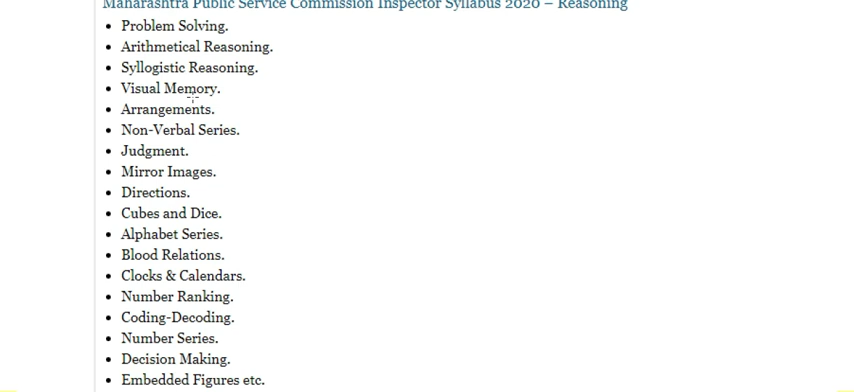 Maharashtra Public Service Commission Inspector Syllabus 2020 – Reasoning
• Problem Solving.
• Arithmetical Reasoning.
• Syllogistic Reasoning.
• Visual Memory.
• Arrangements.
• Non-Verbal Series.
• Judgment.
• Mirror Images.
• Directions.
• Cubes and Dice.
• Alphabet Series.
• Blood Relations.
• Clocks & Calendars.
• Number Ranking.
• Coding-Decoding.
• Number Series.
• Decision Making.
• Embedded Figures etc.